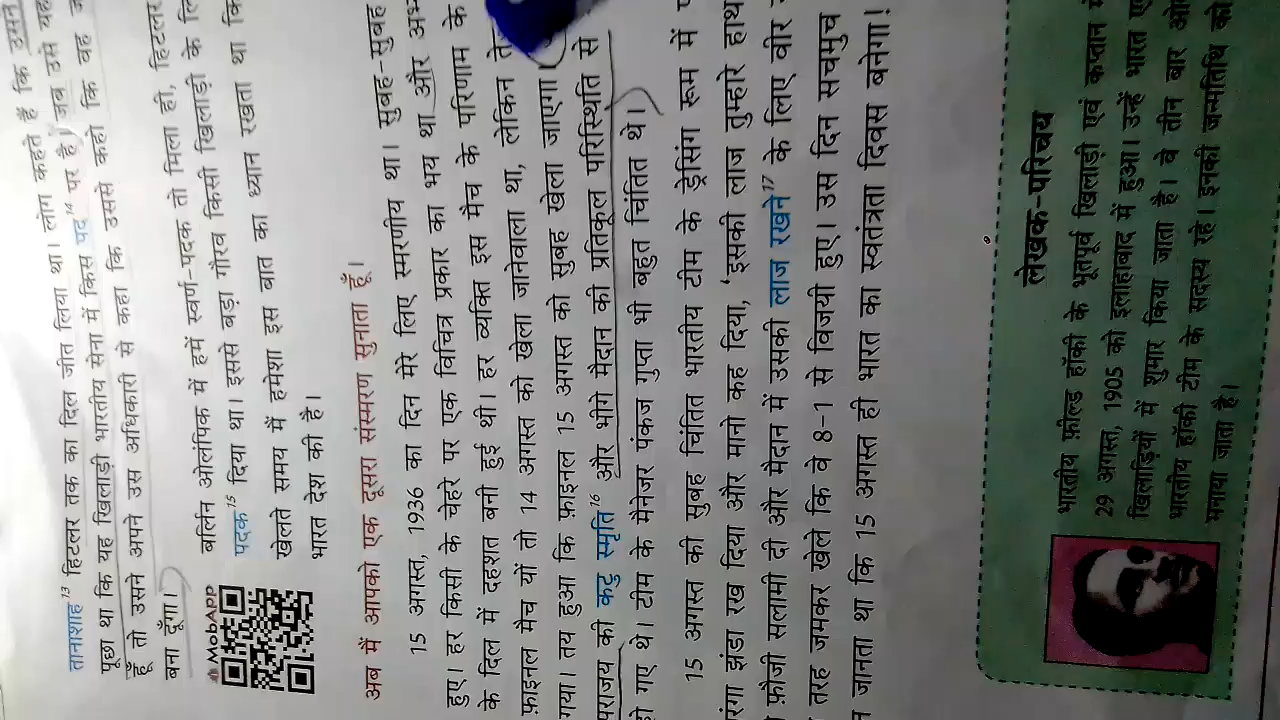 तानाशाह¹³ हिटलर तक का दिल जीत लिया था। लोग कहते हैं कि उसने
पूछा था कि यह खिलाड़ी भारतीय सेना में किस पद¹⁴ पर है। जब उसे
हूँ तो उसने अपने उस अधिकारी से कहा कि उससे कहो कि वह
बना दूँगा।
MobAPP
बर्लिन ओलंपिक में हमें स्वर्ण-पदक तो मिला ही, हिटलर
पदक¹⁵ दिया था। इससे बड़ा गौरव किसी खिलाड़ी के
खेलते समय में हमेशा इस बात का ध्यान रखता था कि
भारत देश की है।
अब मैं आपको एक दूसरा संस्मरण सुनाता हूँ।
15 अगस्त, 1936 का दिन मेरे लिए स्मरणीय था। सुबह-सुबह
हुए। हर किसी के चेहरे पर एक विचित्र प्रकार का भय था और
के दिल में दहशत बनी हुई थी। हर व्यक्ति इस मैच के परिणाम के
फ़ाइनल मैच यों तो 14 अगस्त को खेला जानेवाला था, लेकिन
गया। तय हुआ कि फ़ाइनल 15 अगस्त को सुबह खेला जाएगा।
पराजय की कटु स्मृति¹⁶ और भीगे मैदान की प्रतिकूल परिस्थिति से
हो गए थे। टीम के मैनेजर पंकज गुप्ता भी बहुत चिंतित थे।
15 अगस्त की सुबह चिंतित भारतीय टीम के ड्रेसिंग रूम में
झंडा रख दिया और मानो कह दिया, 'इसकी लाज तुम्हारे हाथ
फ़ौजी सलामी दी और मैदान में उसकी लाज रखने¹⁷ के लिए वीर
तरह जमकर खेले कि वे 8-1 से विजयी हुए। उस दिन सचमुच
जानता था कि 15 अगस्त ही भारत का स्वतंत्रता दिवस बनेगा!
लेखक-परिचय
भारतीय फ़ील्ड हॉकी के भूतपूर्व खिलाड़ी एवं कप्तान
29 अगस्त, 1905 को इलाहाबाद में हुआ। उन्हें भारत
खिलाड़ियों में शुमार किया जाता है। वे तीन बार
भारतीय हॉकी टीम के सदस्य रहे। इनकी जन्मतिथि को
मनाया जाता है।